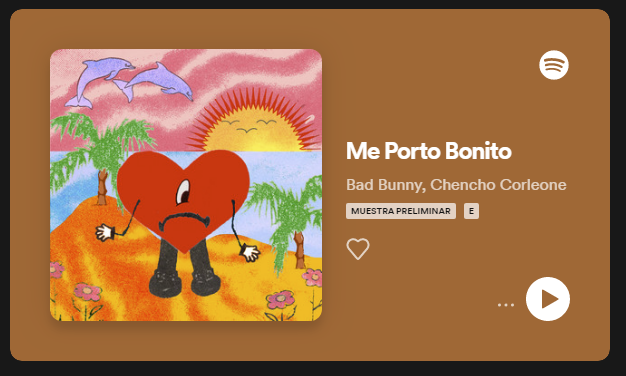 Me Porto Bonito
Bad Bunny, Chencho Corleone
MUESTRA PRELIMINAR E